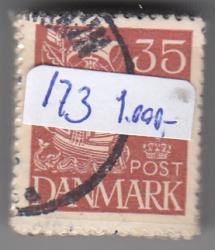 35
173 1.000,-
POST
DANMARK